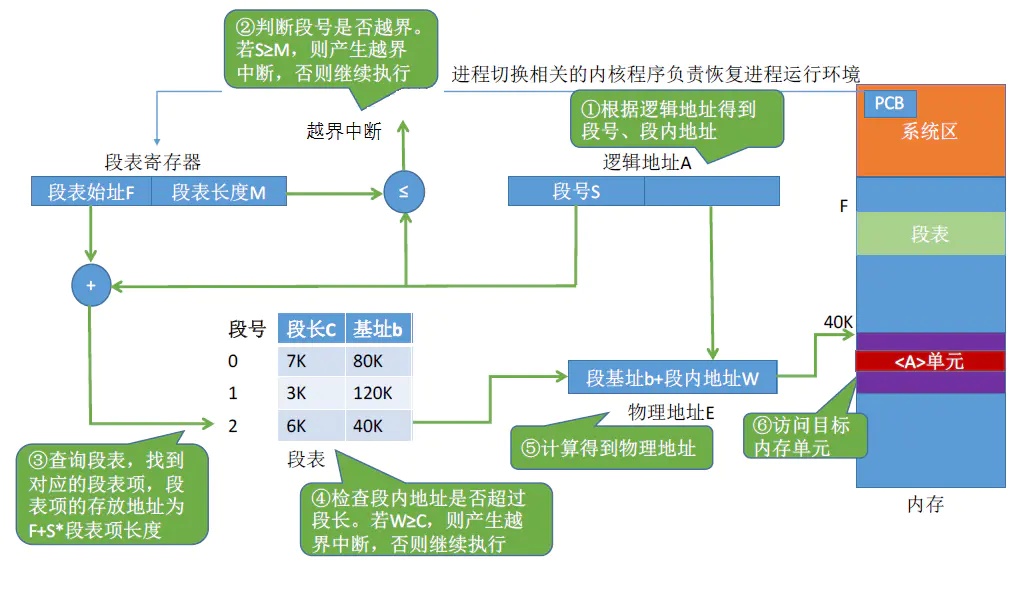 ②判断段号是否越界。
若S≥M，则产生越界
中断，否则继续执行
进程切换相关的内核程序负责恢复进程运行环境
PCB
系统区
①根据逻辑地址得到
段号、段内地址
越界中断
段表寄存器
逻辑地址A
段表始址F
段表长度M
≤
段号S
F
段表
+
段号
段长C
基址b
0
7K
80K
1
3K
120K
2
6K
40K
段表
40K
<A>单元
段基址b+段内地址W
物理地址E
③查询段表，找到
对应的段表项，段
表项的存放地址为
F+S*段表项长度
④检查段内地址是否超过
段长。若W≥C，则产生越
界中断，否则继续执行
⑤计算得到物理地址
⑥访问目标
内存单元
内存